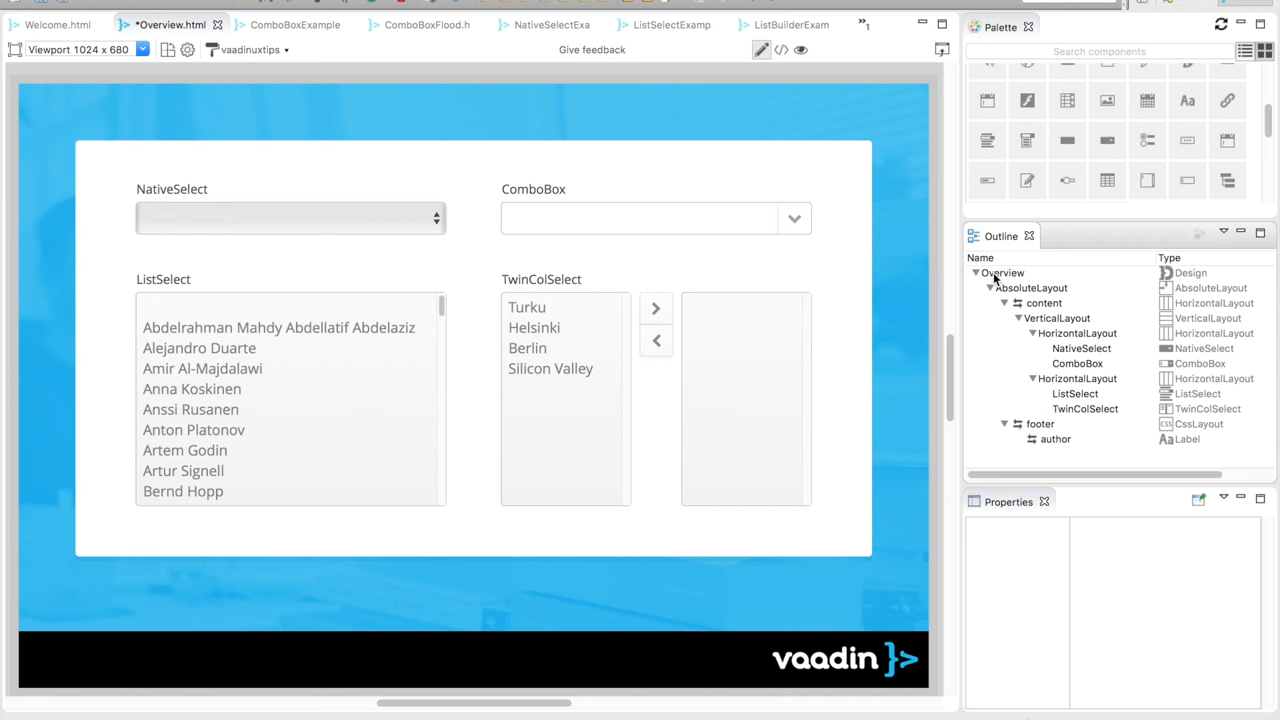 Welcome.html
*Overview.html
ComboBoxExample
ComboBoxFlood.h
NativeSelectExa
ListSelectExamp
ListBuilderExam
»1
Palette
Viewport 1024 x 680
vaadinuxtips
Give feedback
Search components
NativeSelect
ComboBox
ListSelect
Abdelrahman Mahdy Abdellatif Abdelaziz
Alejandro Duarte
Amir Al-Majdalawi
Anna Koskinen
Anssi Rusanen
Anton Platonov
Artem Godin
Artur Signell
Bernd Hopp
TwinColSelect
Turku
Helsinki
Berlin
Silicon Valley
vaadin }>
Outline
Name Type
Overview Design
AbsoluteLayout AbsoluteLayout
content HorizontalLayout
VerticalLayout VerticalLayout
HorizontalLayout HorizontalLayout
NativeSelect NativeSelect
ComboBox ComboBox
HorizontalLayout HorizontalLayout
ListSelect ListSelect
TwinColSelect TwinColSelect
footer CSS CssLayout
author Aa Label
Properties